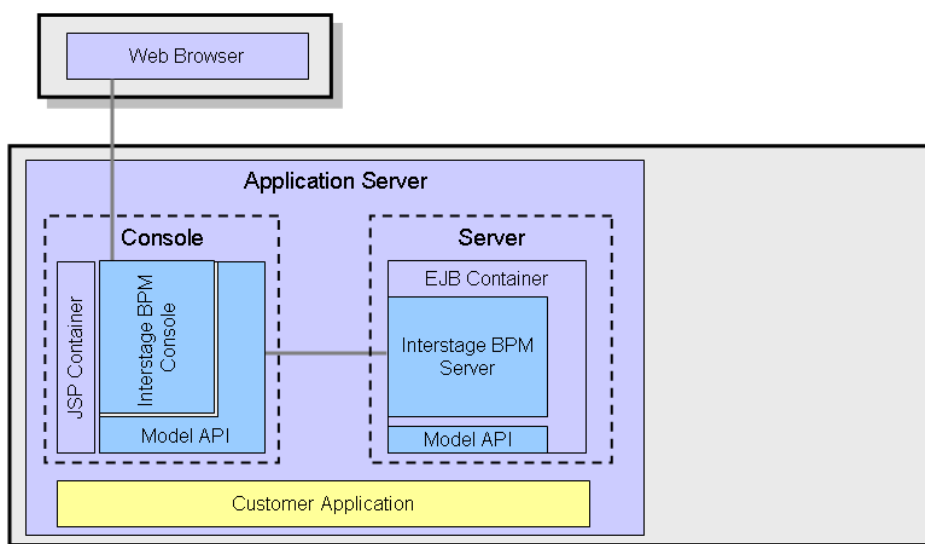 Web Browser
Application Server
Console
Server
JSP Container
Interstage BPM
Console
Model API
EJB Container
Interstage BPM
Server
Model API
Customer Application